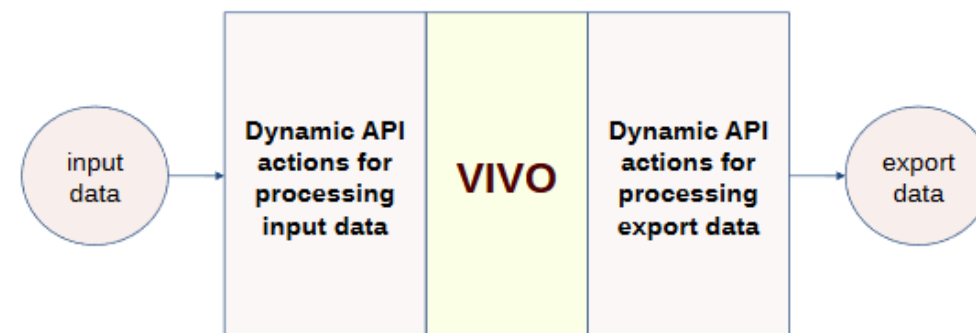 input
data
Dynamic API
actions for
processing
input data
VIVO
Dynamic API
actions for
processing
export data
export
data